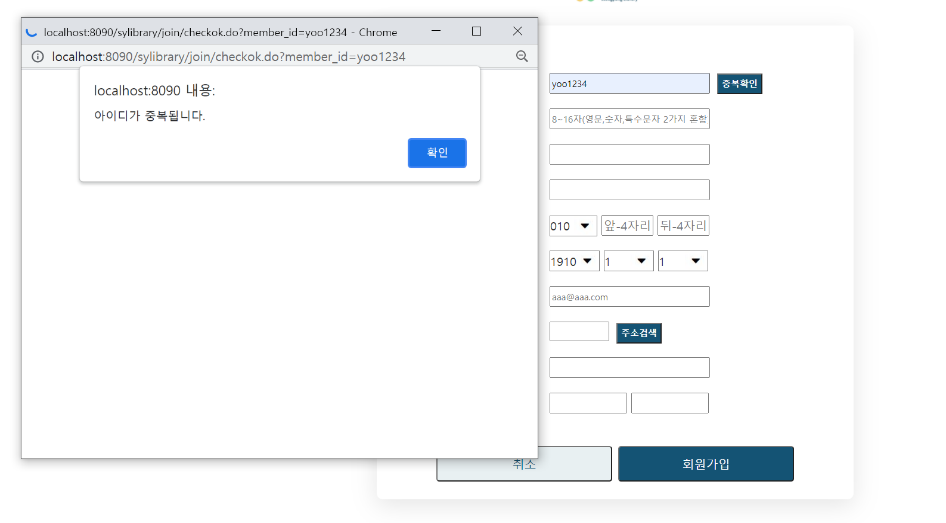 localhost:8090/sylibrary/join/checkok.do?member_id=yoo1234 - Chrome
localhost:8090/sylibrary/join/checkok.do?member_id=yoo1234
localhost:8090 내용:
아이디가 중복됩니다.
확인
yoo1234 중복확인
8~16자(영문,숫자,특수문자 2가지 혼합
010 앞-4자리 뒤-4자리
1910 1 1
aaa@aaa.com
주소검색
취소 회원가입